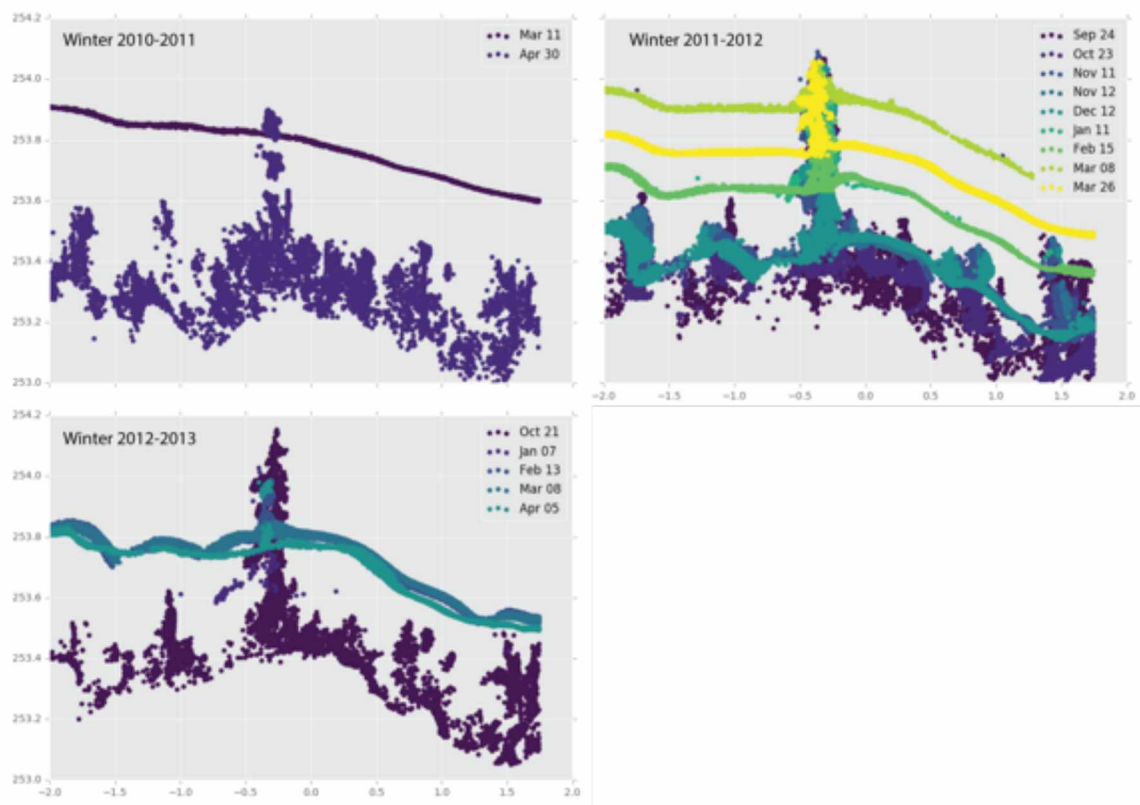 254.2
254.0
253.8
253.6
253.4
253.2
253.0
Winter 2010-2011
Mar 11
Apr 30
Winter 2011-2012
Sep 24
Oct 23
Nov 11
Nov 12
Dec 12
Jan 11
Feb 15
Mar 08
Mar 26
−2.0 −1.5 −1.0 −0.5 0.0 0.5 1.0 1.5 2.0
254.2
254.0
253.8
253.6
253.4
253.2
253.0
Winter 2012-2013
Oct 21
Jan 07
Feb 13
Mar 08
Apr 05
−2.0 −1.5 −1.0 −0.5 0.0 0.5 1.0 1.5 2.0